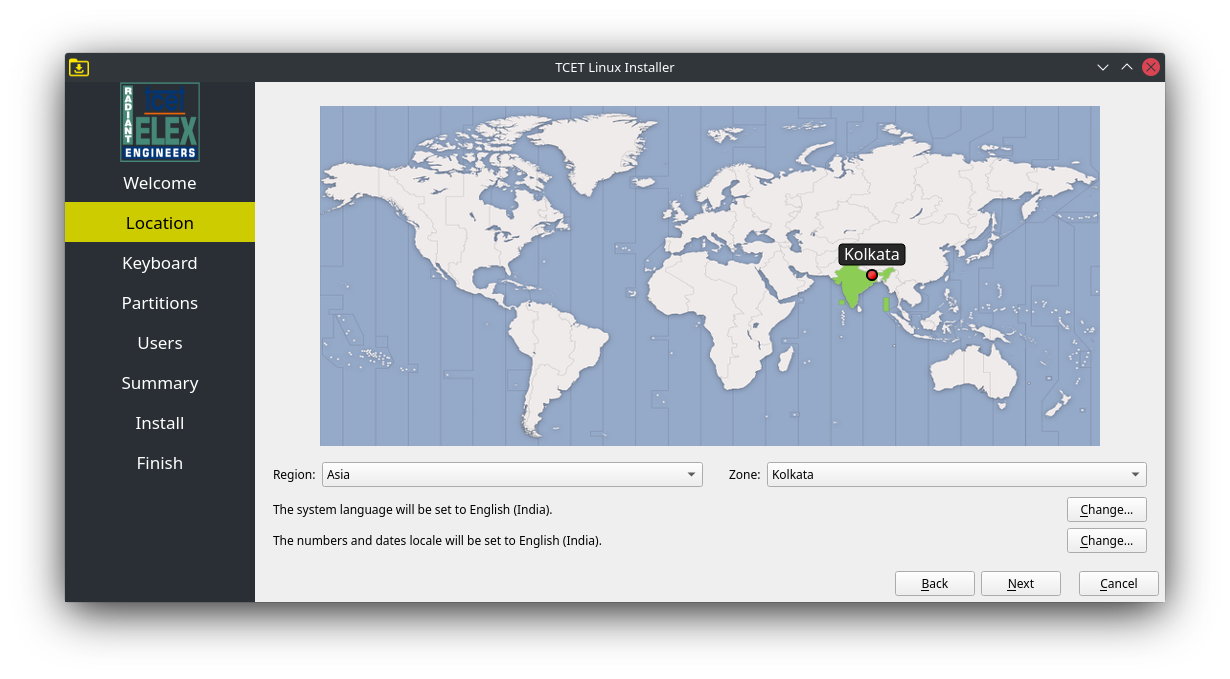 TCET Linux Installer
RADIANT
tcet
ELEX
ENGINEERS
Welcome
Location
Keyboard
Partitions
Users
Summary
Install
Finish
Kolkata
Region: Asia
Zone: Kolkata
The system language will be set to English (India).
Change...
The numbers and dates locale will be set to English (India).
Change...
Back
Next
Cancel